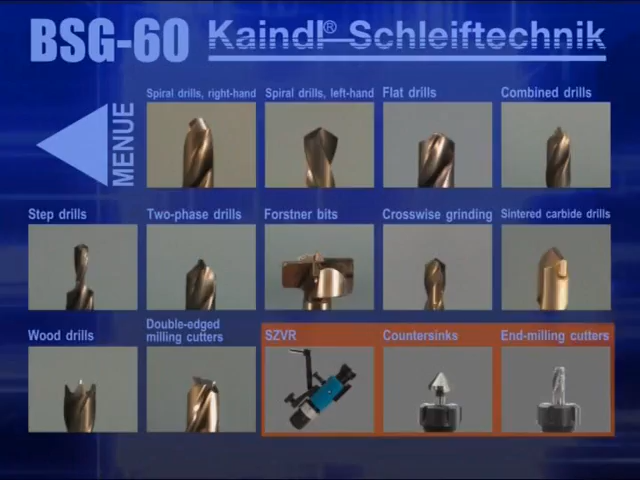 BSG-60 Kaindl® Schleiftechnik
MENUE
Spiral drills, right-hand
Spiral drills, left-hand
Flat drills
Combined drills
Step drills
Two-phase drills
Forstner bits
Crosswise grinding
Sintered carbide drills
Wood drills
Double-edged
milling cutters
SZVR
Countersinks
End-milling cutters